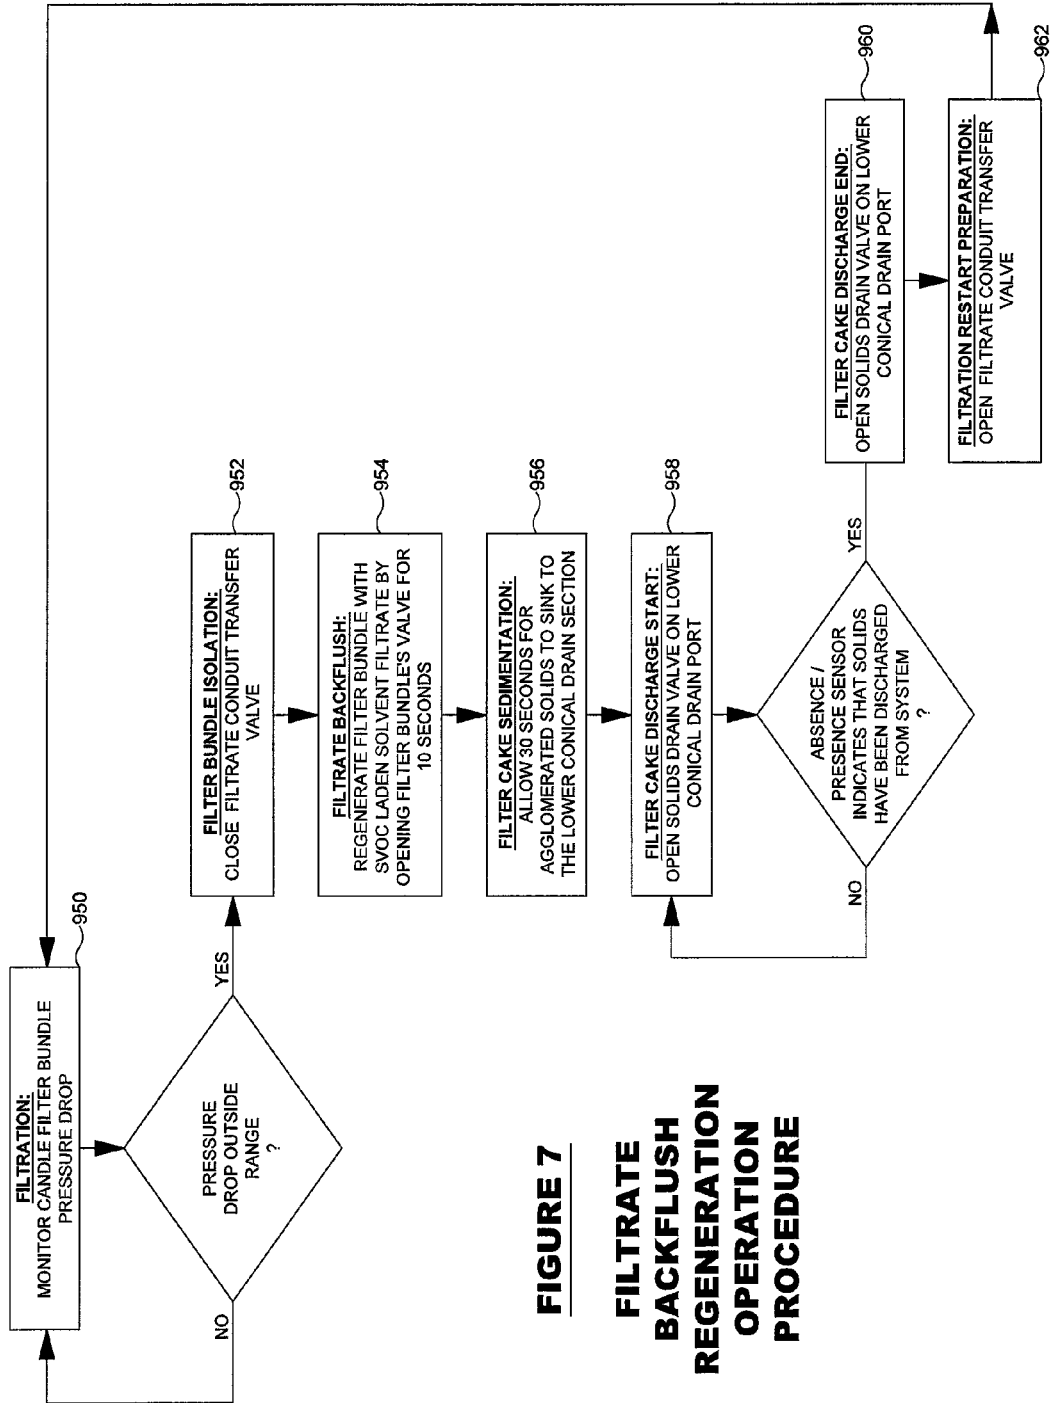 FILTRATION:
MONITOR CANDLE FILTER BUNDLE
PRESSURE DROP
950
PRESSURE
DROP OUTSIDE
RANGE
?
NO
YES
FILTER BUNDLE ISOLATION:
CLOSE FILTRATE CONDUIT TRANSFER
VALVE
952
FILTRATE BACKFLUSH:
REGENERATE FILTER BUNDLE WITH
SVOC LADEN SOLVENT FILTRATE BY
OPENING FILTER BUNDLE'S VALVE FOR
10 SECONDS
954
FILTER CAKE SEDIMENTATION:
ALLOW 30 SECONDS FOR
AGGLOMERATED SOLIDS TO SINK TO
THE LOWER CONICAL DRAIN SECTION
956
FILTER CAKE DISCHARGE START:
OPEN SOLIDS DRAIN VALVE ON LOWER
CONICAL DRAIN PORT
958
ABSENCE /
PRESENCE SENSOR
INDICATES THAT SOLIDS
HAVE BEEN DISCHARGED
FROM SYSTEM
?
NO
YES
FILTER CAKE DISCHARGE END:
OPEN SOLIDS DRAIN VALVE ON LOWER
CONICAL DRAIN PORT
960
FILTRATION RESTART PREPARATION:
OPEN FILTRATE CONDUIT TRANSFER
VALVE
962
FIGURE 7
FILTRATE
BACKFLUSH
REGENERATION
OPERATION
PROCEDURE